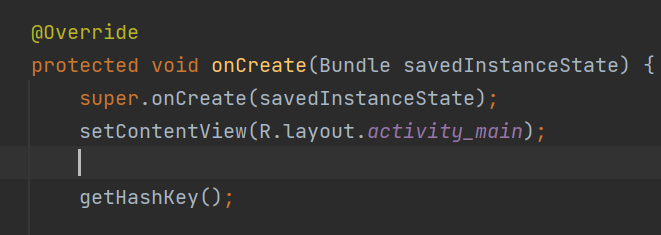 @Override
protected void onCreate(Bundle savedInstanceState) {
super.onCreate(savedInstanceState);
setContentView(R.layout.activity_main);
getHashKey();